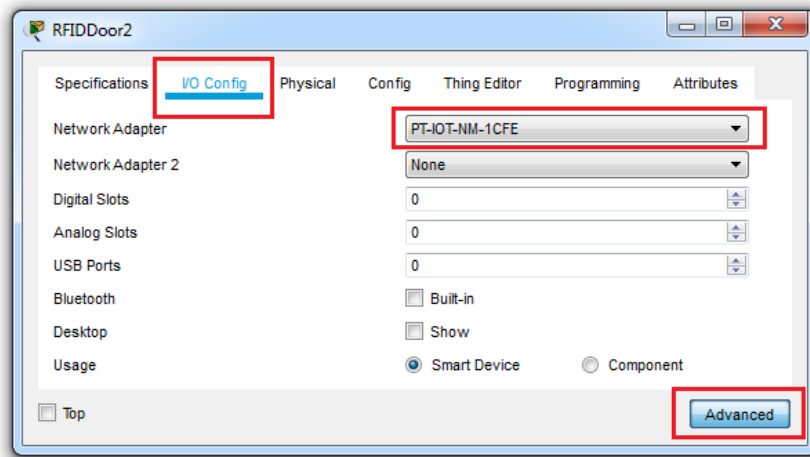 RFIDDoor2
Specifications I/O Config Physical Config Thing Editor Programming Attributes
Network Adapter PT-IOT-NM-1CFE
Network Adapter 2 None
Digital Slots 0
Analog Slots 0
USB Ports 0
Bluetooth Built-in
Desktop Show
Usage Smart Device Component
Top Advanced